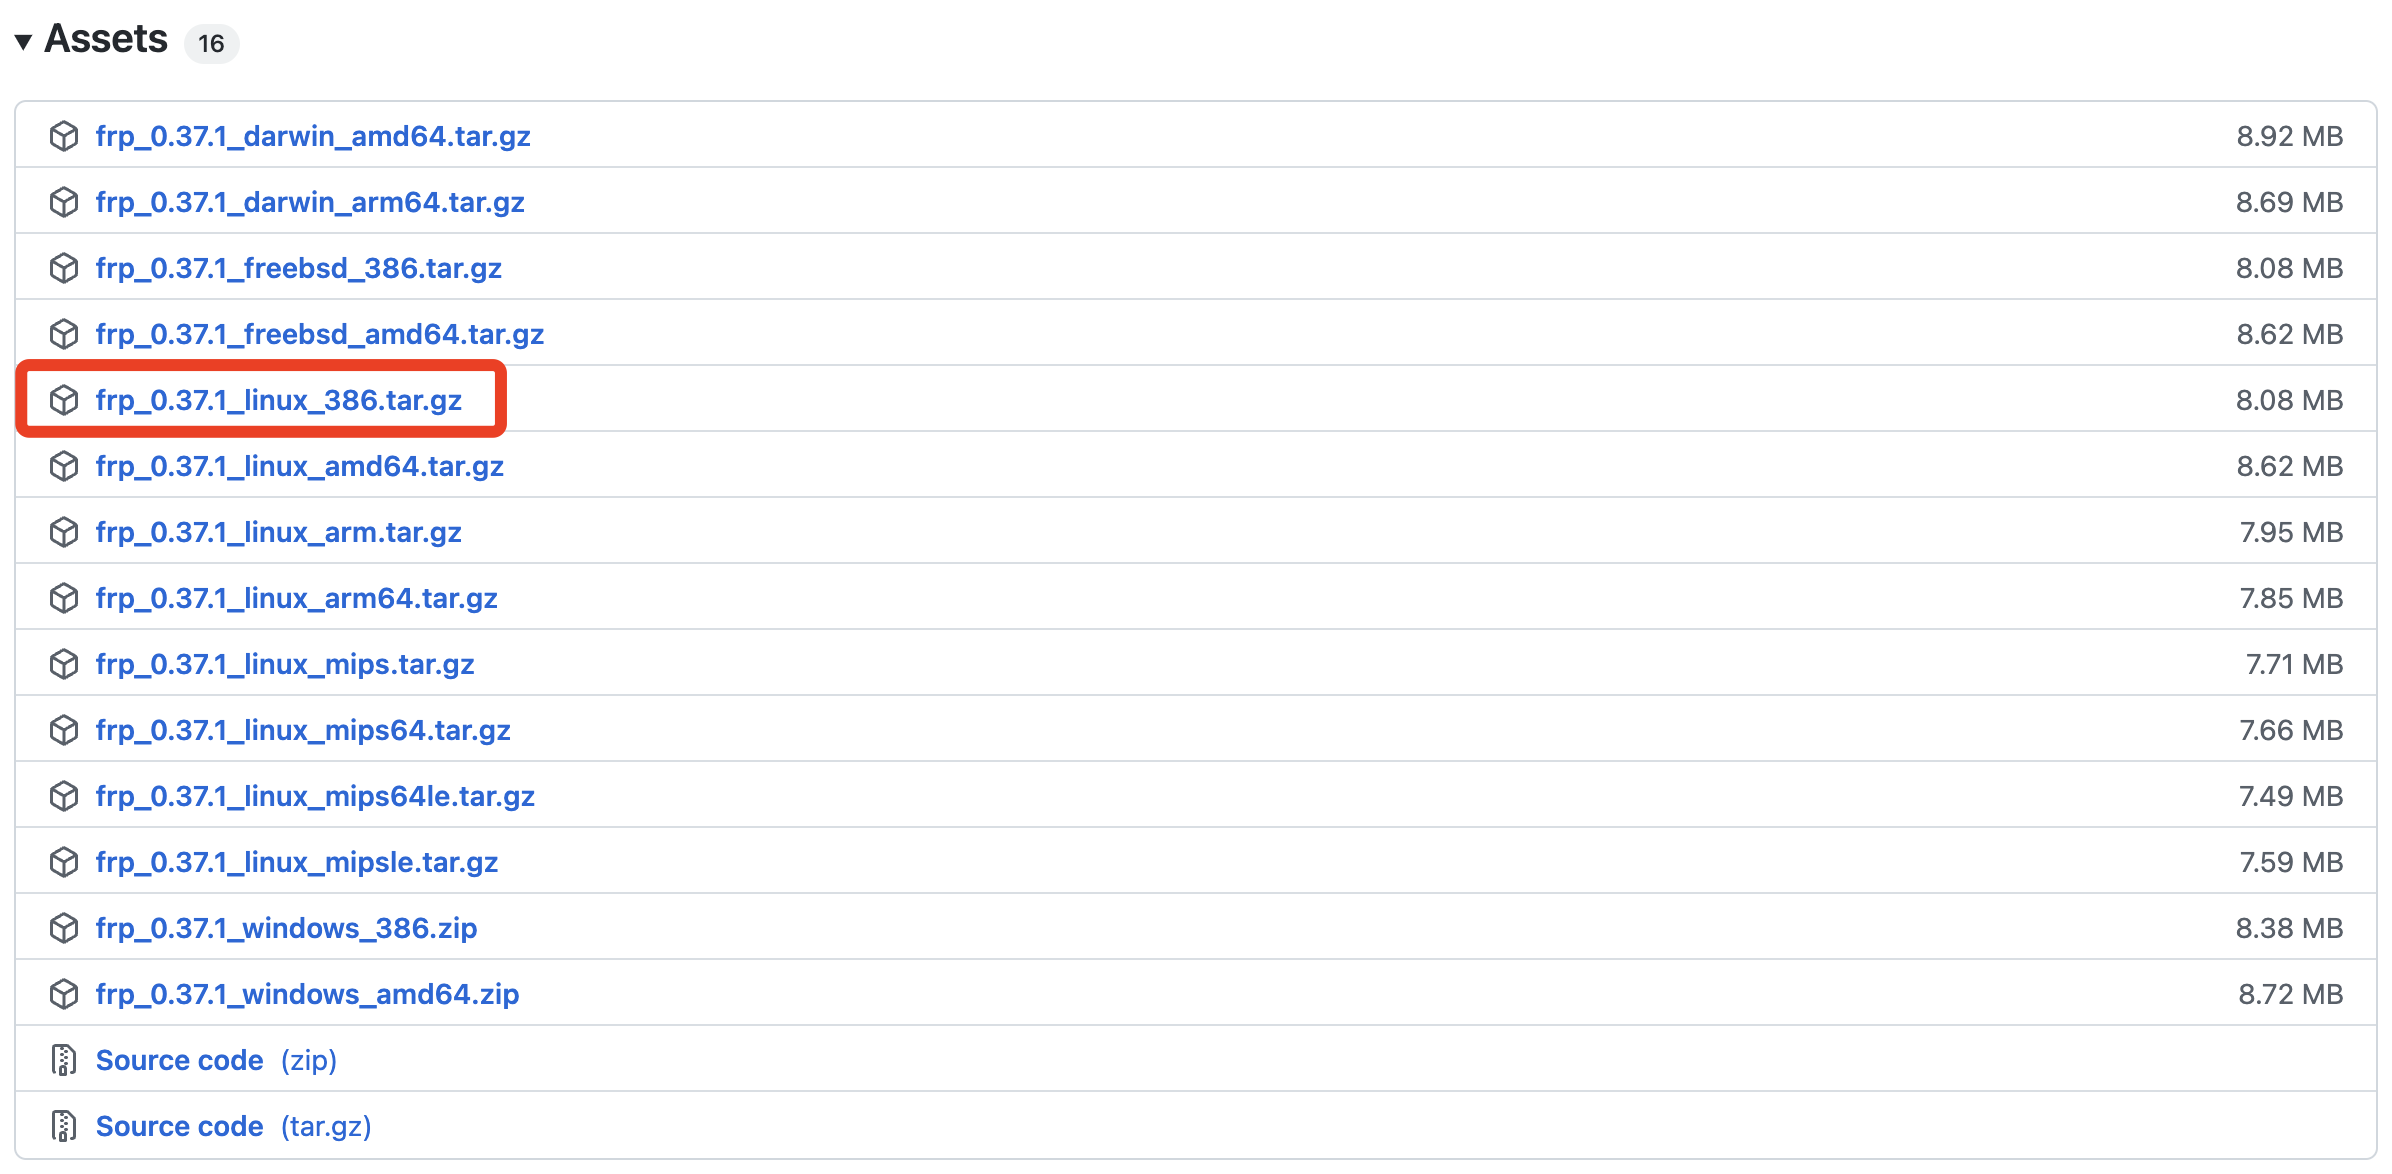 Assets 16
frp_0.37.1_darwin_amd64.tar.gz 8.92 MB
frp_0.37.1_darwin_arm64.tar.gz 8.69 MB
frp_0.37.1_freebsd_386.tar.gz 8.08 MB
frp_0.37.1_freebsd_amd64.tar.gz 8.62 MB
frp_0.37.1_linux_386.tar.gz 8.08 MB
frp_0.37.1_linux_amd64.tar.gz 8.62 MB
frp_0.37.1_linux_arm.tar.gz 7.95 MB
frp_0.37.1_linux_arm64.tar.gz 7.85 MB
frp_0.37.1_linux_mips.tar.gz 7.71 MB
frp_0.37.1_linux_mips64.tar.gz 7.66 MB
frp_0.37.1_linux_mips64le.tar.gz 7.49 MB
frp_0.37.1_linux_mipsle.tar.gz 7.59 MB
frp_0.37.1_windows_386.zip 8.38 MB
frp_0.37.1_windows_amd64.zip 8.72 MB
Source code (zip)
Source code (tar.gz)